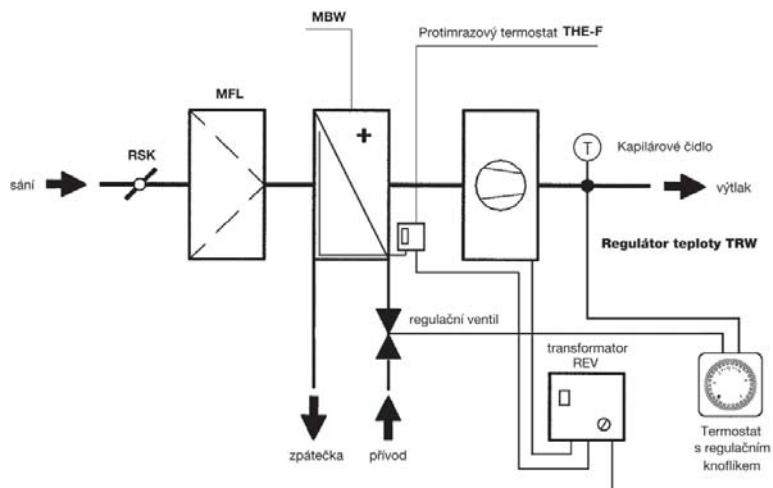 MBW
Protimrazový termostat THE-F
MFL
RSK
T
Kapilárové čidlo
sání
výtlak
Regulátor teploty TRW
regulační ventil
transformator
REV
zpátečka
přívod
Termostat
s regulačním
knoflíkem